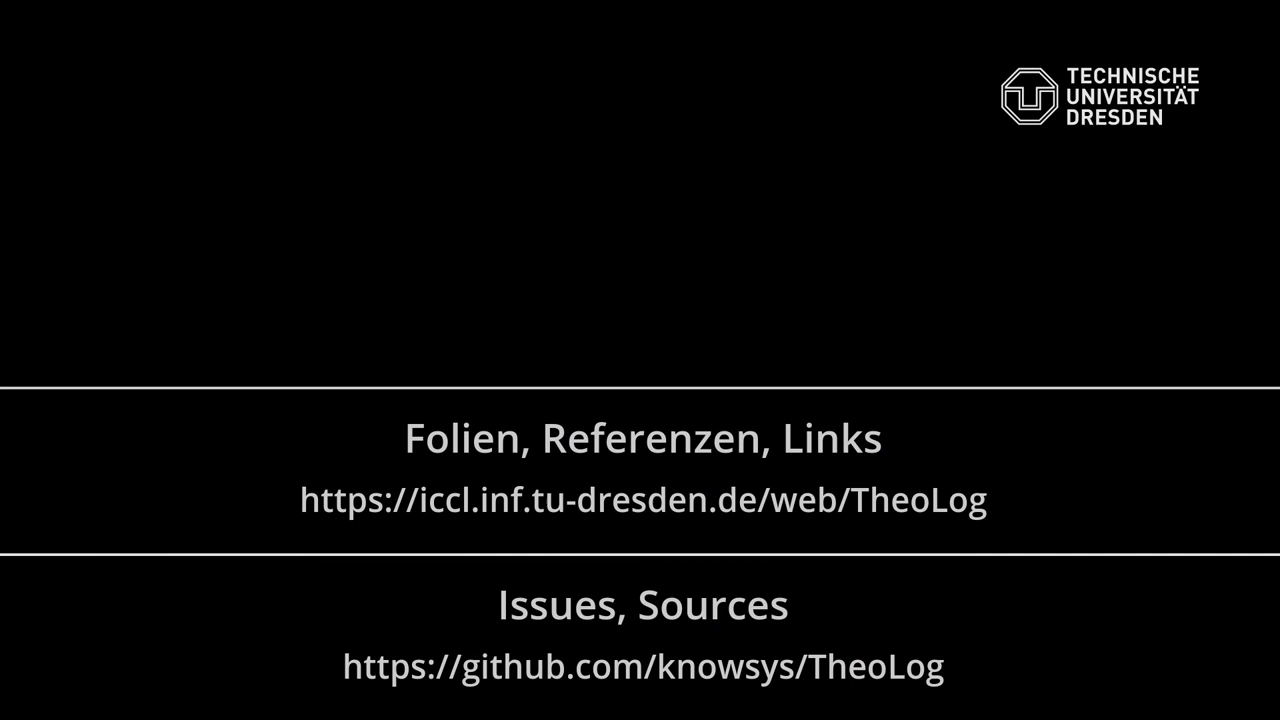 TECHNISCHE
UNIVERSITÄT
DRESDEN
Folien, Referenzen, Links
https://iccl.inf.tu-dresden.de/web/TheoLog
Issues, Sources
https://github.com/knowsys/TheoLog